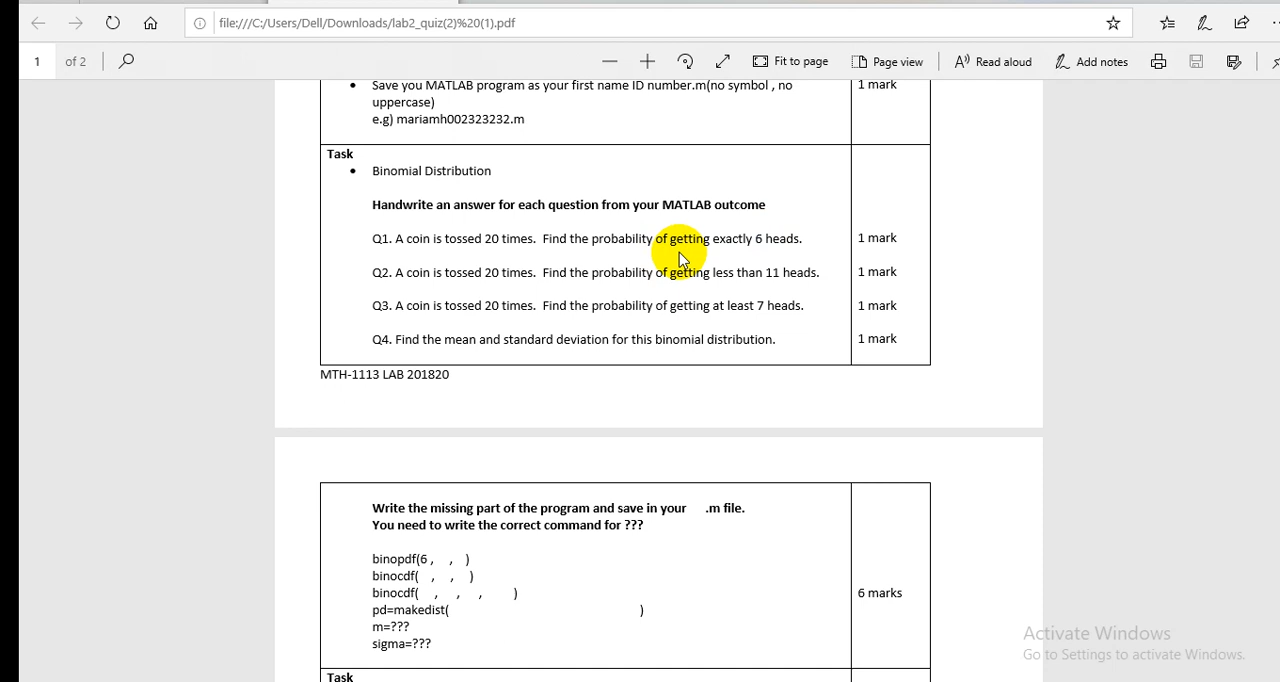 file:///C:/Users/Dell/Downloads/lab2_quiz(2)%20(1).pdf
1 of 2 Fit to page Page view Read aloud Add notes
• Save you MATLAB program as your first name ID number.m(no symbol , no 1 mark
uppercase)
e.g) mariamh002323232.m
Task
• Binomial Distribution
Handwrite an answer for each question from your MATLAB outcome
Q1. A coin is tossed 20 times. Find the probability of getting exactly 6 heads. 1 mark
Q2. A coin is tossed 20 times. Find the probability of getting less than 11 heads. 1 mark
Q3. A coin is tossed 20 times. Find the probability of getting at least 7 heads. 1 mark
Q4. Find the mean and standard deviation for this binomial distribution. 1 mark
MTH-1113 LAB 201820
Write the missing part of the program and save in your .m file.
You need to write the correct command for ???
binopdf(6 , , )
binocdf( , , )
binocdf( , , , ) 6 marks
pd=makedist( )
m=???
sigma=???
Activate Windows
Go to Settings to activate Windows.
Task